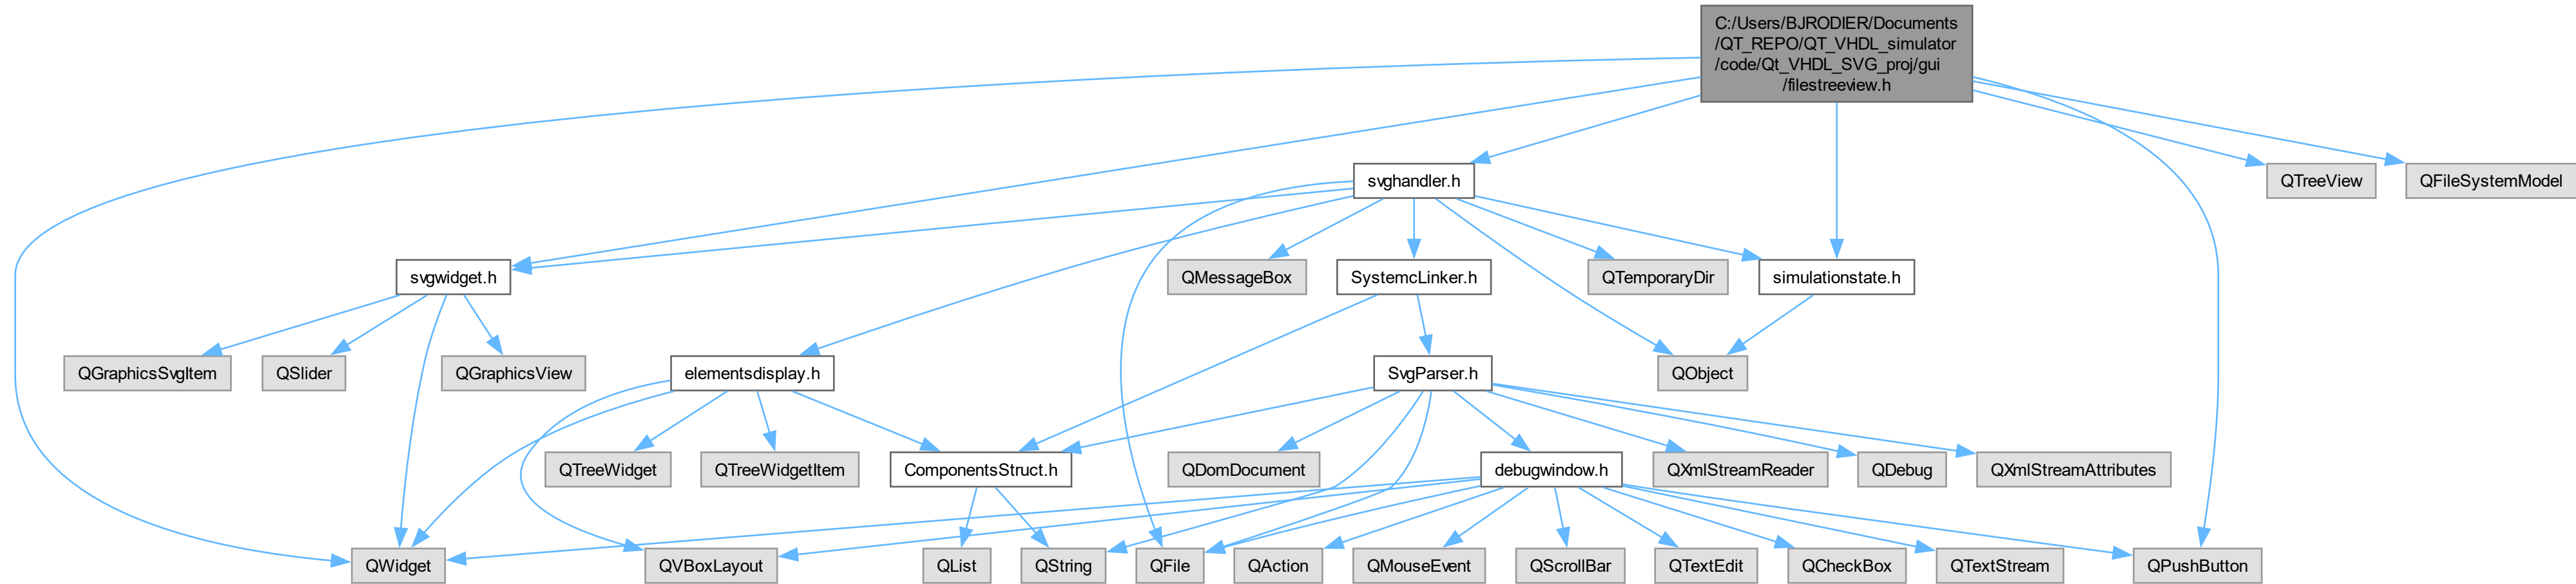 C:/Users/BJRODIER/Documents
/QT_REPO/QT_VHDL_simulator
/code/Qt_VHDL_SVG_proj/gui
/filestreeview.h
svghandler.h
QTreeView
QFileSystemModel
svgwidget.h
QMessageBox
SystemcLinker.h
QTemporaryDir
simulationstate.h
QGraphicsSvgItem
QSlider
QGraphicsView
elementsdisplay.h
SvgParser.h
QObject
QTreeWidget
QTreeWidgetItem
ComponentsStruct.h
QDomDocument
debugwindow.h
QXmlStreamReader
QDebug
QXmlStreamAttributes
QWidget
QVBoxLayout
QList
QString
QFile
QAction
QMouseEvent
QScrollBar
QTextEdit
QCheckBox
QTextStream
QPushButton